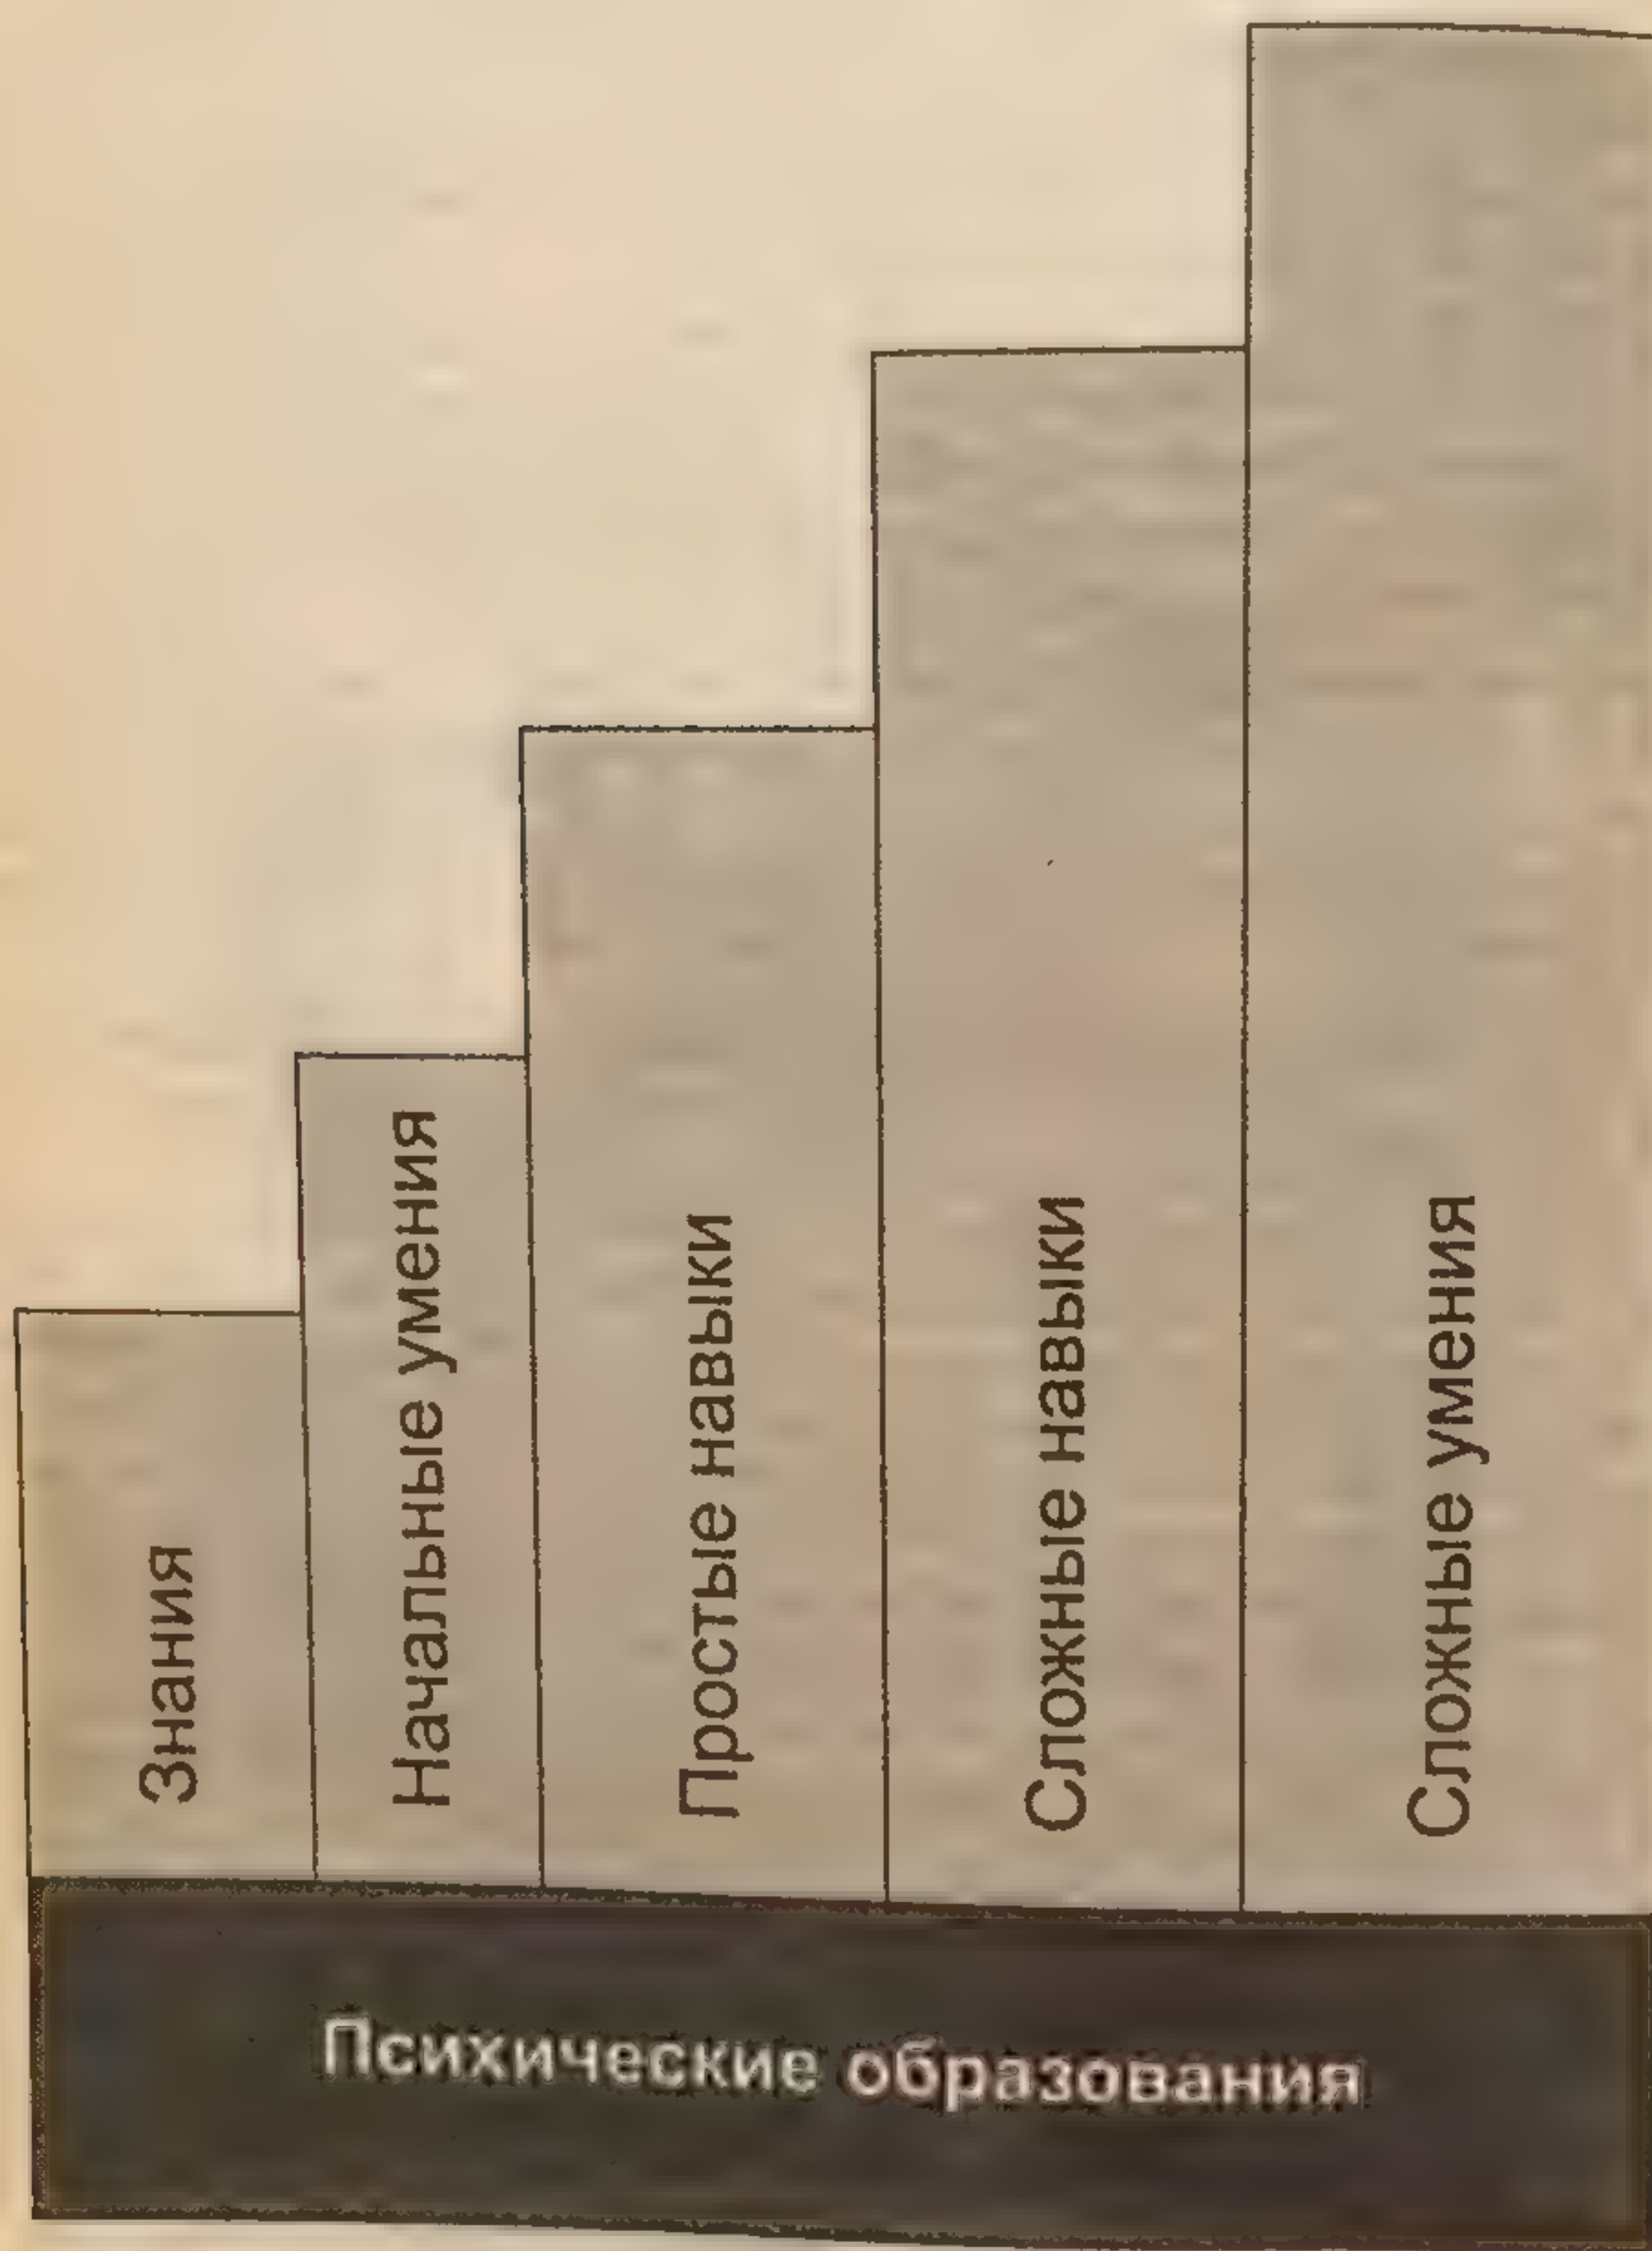 Знания
Начальные умения
Простые навыки
Сложные навыки
Сложные умения
Психические образования